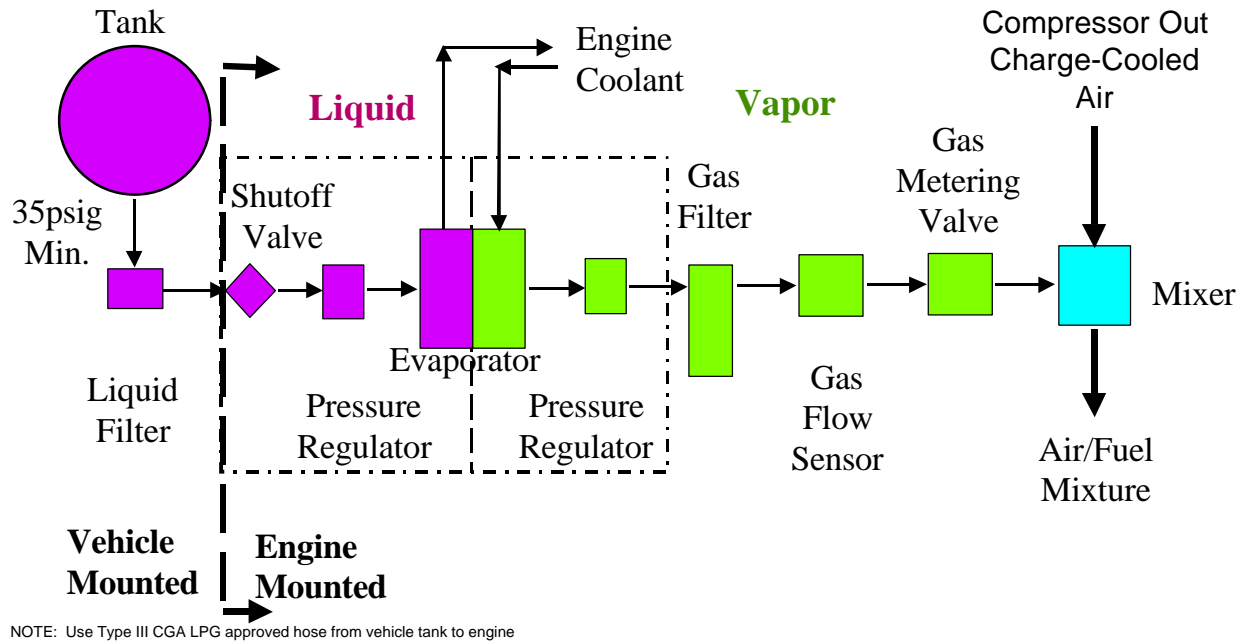 Tank
Engine
Coolant
Compressor Out
Charge-Cooled
Air
Liquid
Vapor
35psig
Min.
Shutoff
Valve
Gas
Filter
Gas
Metering
Valve
Mixer
Evaporator
Liquid
Filter
Pressure
Regulator
Pressure
Regulator
Gas
Flow
Sensor
Air/Fuel
Mixture
Vehicle
Mounted
Engine
Mounted
NOTE: Use Type III CGA LPG approved hose from vehicle tank to engine